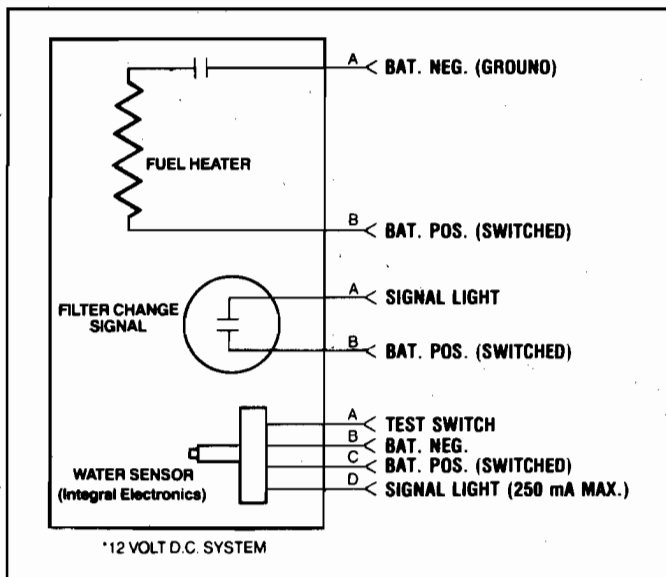 A BAT. NEG. (GROUND)
FUEL HEATER
B BAT. POS. (SWITCHED)
A SIGNAL LIGHT
FILTER CHANGE
SIGNAL
B BAT. POS. (SWITCHED)
A TEST SWITCH
B BAT. NEG.
C BAT. POS. (SWITCHED)
WATER SENSOR
(Integral Electronics)
D SIGNAL LIGHT (250 mA MAX.)
*12 VOLT D.C. SYSTEM